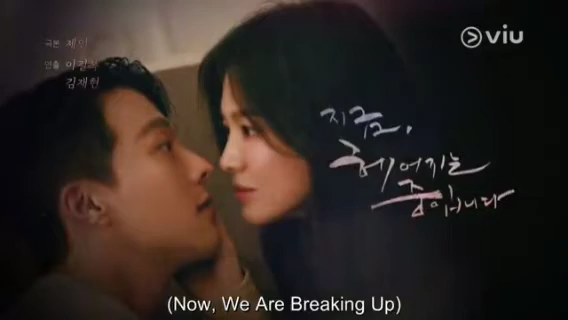 극본 제인
연출 이길복
김재현
viu
지금,
헤어지는
중입니다
(Now, We Are Breaking Up)